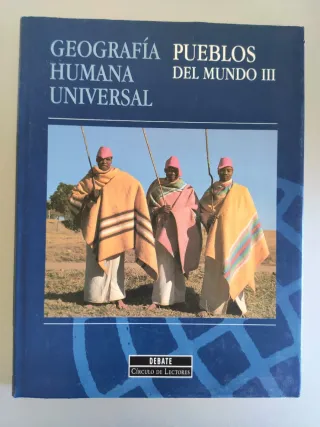 GEOGRAFÍA
HUMANA
UNIVERSAL
PUEBLOS
DEL MUNDO III
DEBATE
CÍRCULO DE LECTORES